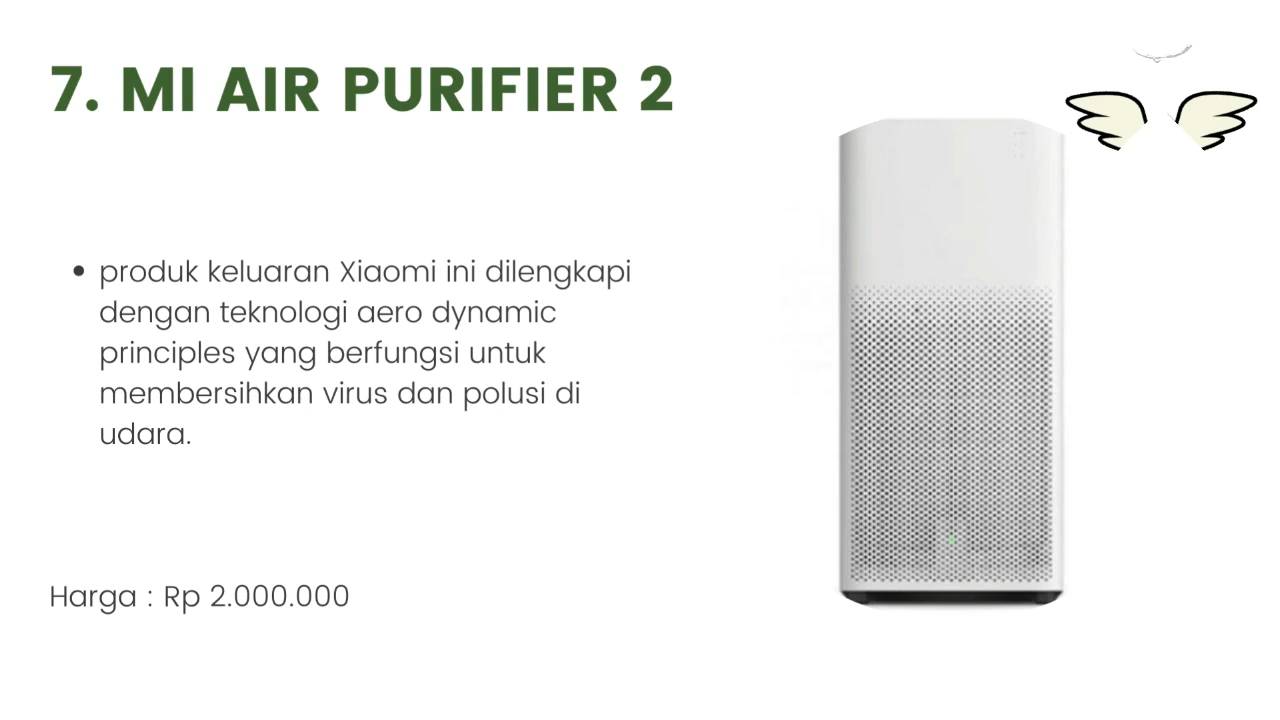 7. MI AIR PURIFIER 2
• produk keluaran Xiaomi ini dilengkapi
dengan teknologi aero dynamic
principles yang berfungsi untuk
membersihkan virus dan polusi di
udara.
Harga : Rp 2.000.000